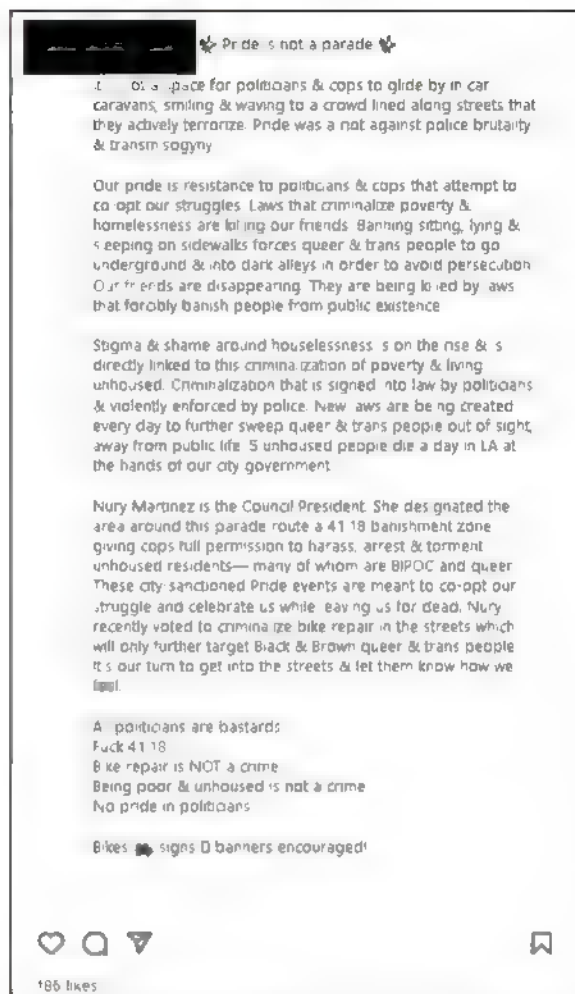 Pride is not a parade
space for politicians & cops to glide by in car
caravans, smiling & waving to a crowd lined along streets that
they actively terrorize. Pride was a riot against police brutality
& transmisogyny
Our pride is resistance to politicians & cops that attempt to
co-opt our struggles. Laws that criminalize poverty &
homelessness are killing our friends. Banning sitting, lying &
sleeping on sidewalks forces queer & trans people to go
underground & into dark alleys in order to avoid persecution
Our friends are disappearing. They are being killed by laws
that forcibly banish people from public existence
Stigma & shame around houselessness is on the rise & is
directly linked to this criminalization of poverty & living
unhoused. Criminalization that is signed into law by politicians
& violently enforced by police. New laws are being created
every day to further sweep queer & trans people out of sight,
away from public life. 5 unhoused people die a day in LA at
the hands of our city government
Nury Martinez is the Council President. She designated the
area around this parade route a 41.18 banishment zone
giving cops full permission to harass, arrest & torment
unhoused residents— many of whom are BIPOC and queer
These city-sanctioned Pride events are meant to co-opt our
struggle and celebrate us while leaving us for dead. Nury
recently voted to criminalize bike repair in the streets which
will only further target Black & Brown queer & trans people
It's our turn to get into the streets & let them know how we
feel.
All politicians are bastards
Fuck 41.18
Bike repair is NOT a crime
Being poor & unhoused is not a crime
No pride in politicians
Bikes signs & banners encouraged!
186 likes